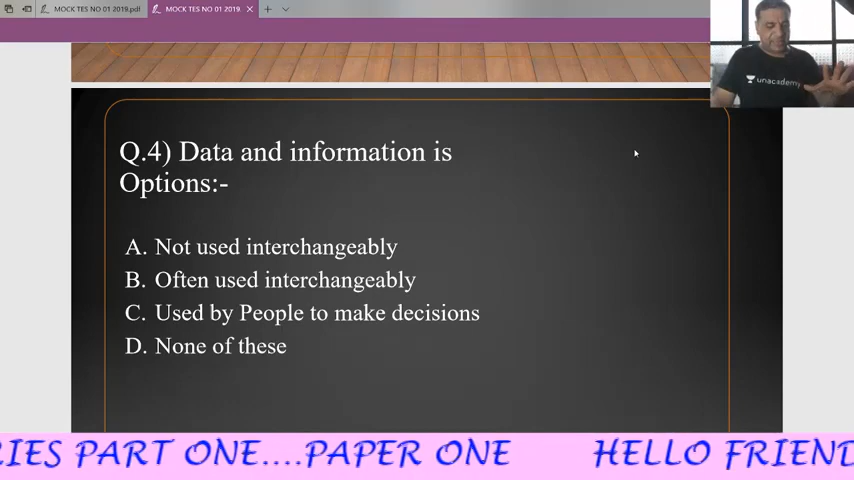 MOCK TES NO 01 2019.pdf
MOCK TES NO 01 2019.
unacademy
Q.4) Data and information is
Options:-
A. Not used interchangeably
B. Often used interchangeably
C. Used by People to make decisions
D. None of these
RIES PART ONE....PAPER ONE HELLO FRIEND